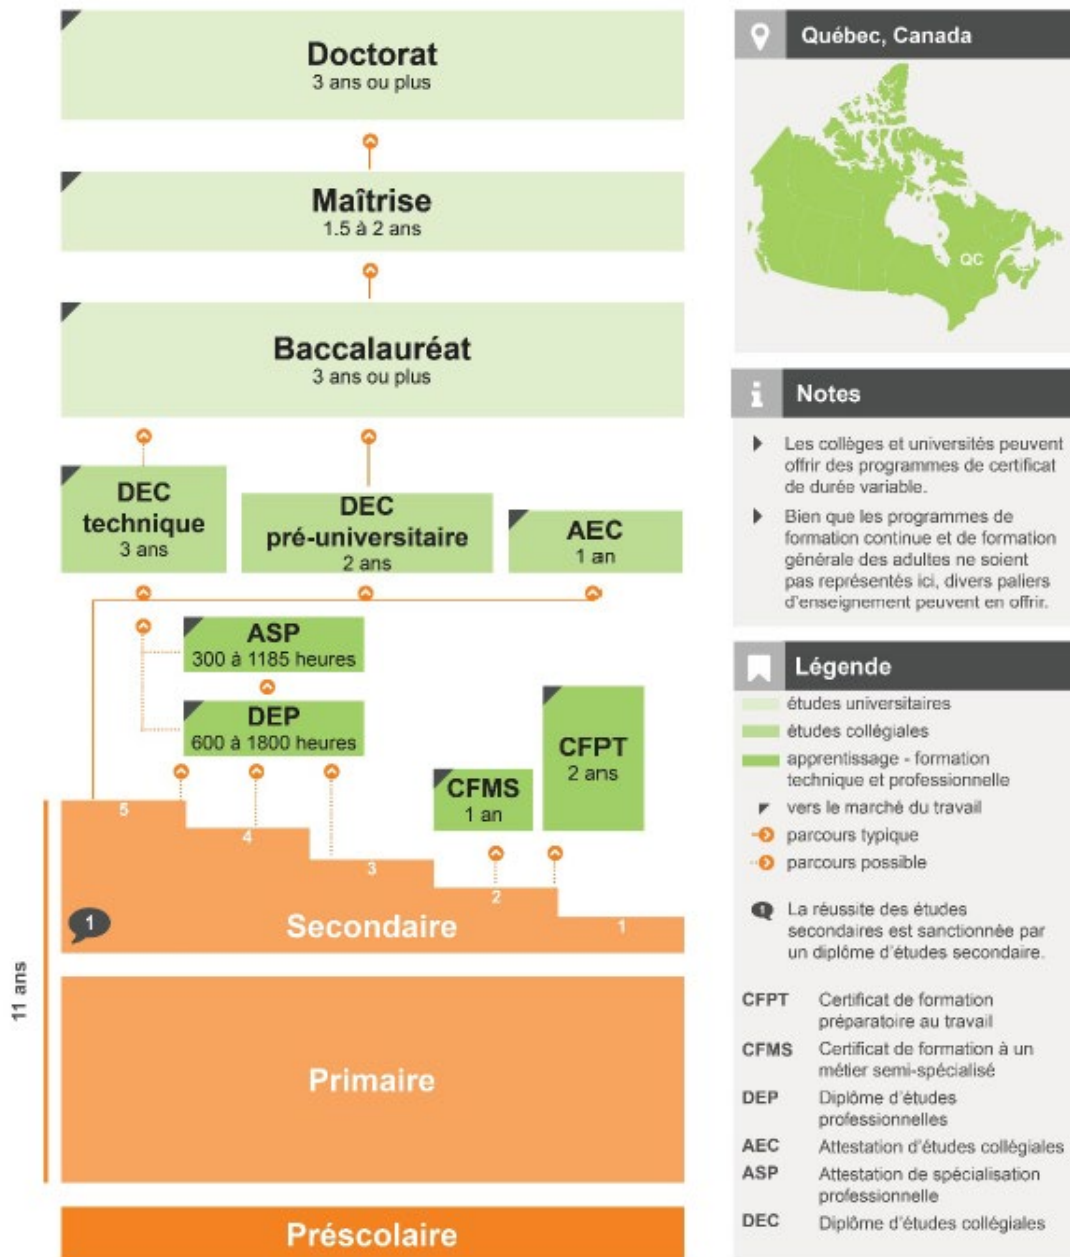 Doctorat
3 ans ou plus
Maîtrise
1.5 à 2 ans
Baccalauréat
3 ans ou plus
DEC
technique
3 ans
DEC
pré-universitaire
2 ans
AEC
1 an
ASP
300 à 1185 heures
DEP
600 à 1800 heures
CFMS
1 an
CFPT
2 ans
5
4
3
2
1
1
Secondaire
11 ans
Primaire
Préscolaire
Québec, Canada
QC
Notes
Les collèges et universités peuvent
offrir des programmes de certificat
de durée variable.
Bien que les programmes de
formation continue et de formation
générale des adultes ne soient
pas représentés ici, divers paliers
d'enseignement peuvent en offrir.
Légende
études universitaires
études collégiales
apprentissage - formation
technique et professionnelle
vers le marché du travail
parcours typique
parcours possible
1 La réussite des études
secondaires est sanctionnée par
un diplôme d'études secondaire.
CFPT Certificat de formation
préparatoire au travail
CFMS Certificat de formation à un
métier semi-spécialisé
DEP Diplôme d'études
professionnelles
AEC Attestation d'études collégiales
ASP Attestation de spécialisation
professionnelle
DEC Diplôme d'études collégiales